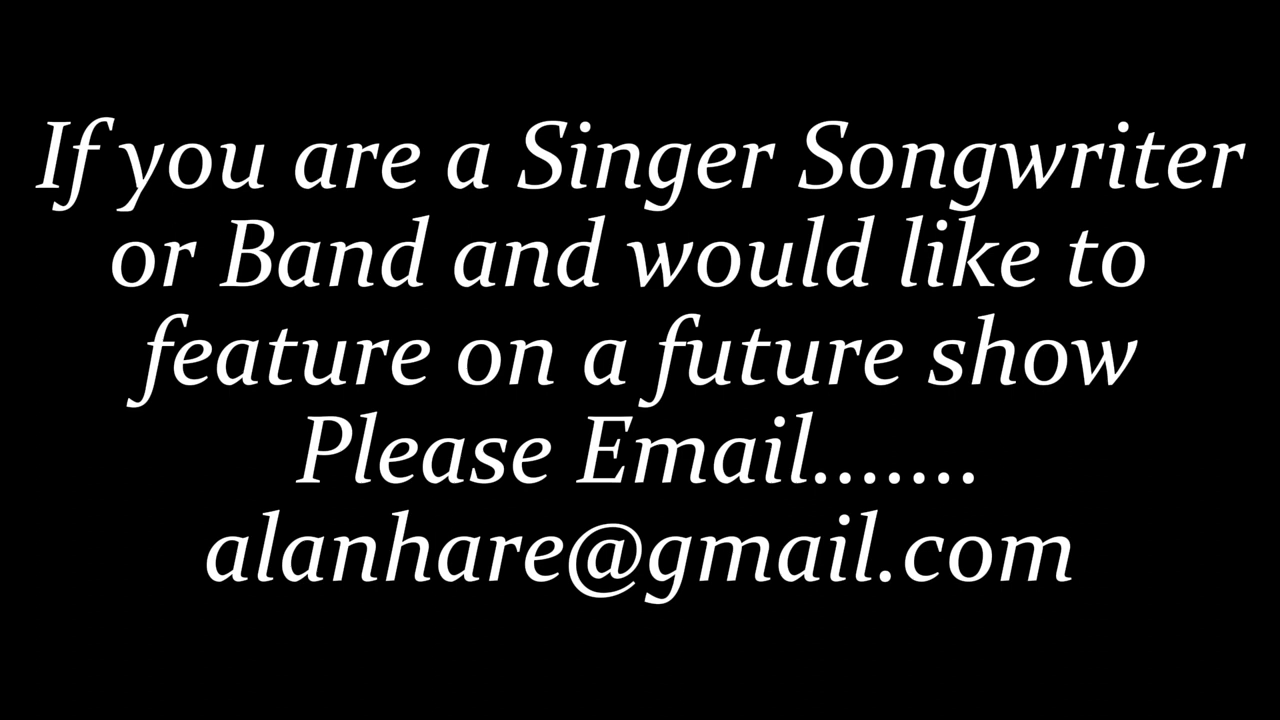 If you are a Singer Songwriter
or Band and would like to
feature on a future show
Please Email.......
alanhare@gmail.com